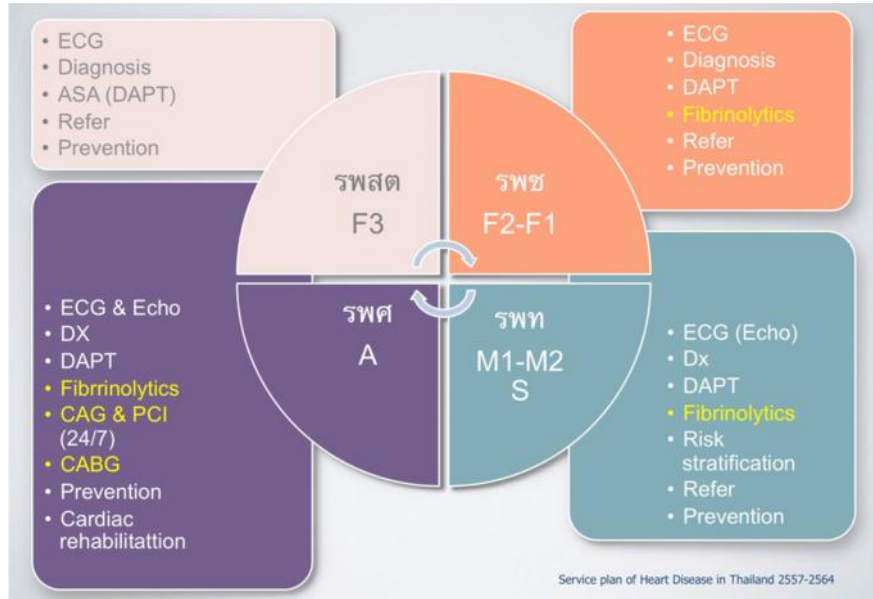 • ECG
• Diagnosis
• ASA (DAPT)
• Refer
• Prevention
• ECG
• Diagnosis
• DAPT
• Fibrinolytics
• Refer
• Prevention
รพสต
F3
รพช
F2-F1
รพศ
A
รพท
M1-M2
S
• ECG & Echo
• DX
• DAPT
• Fibrrinolytics
• CAG & PCI
(24/7)
• CABG
• Prevention
• Cardiac
rehabilitattion
• ECG (Echo)
• Dx
• DAPT
• Fibrinolytics
• Risk
stratification
• Refer
• Prevention
Service plan of Heart Disease in Thailand 2557-2564